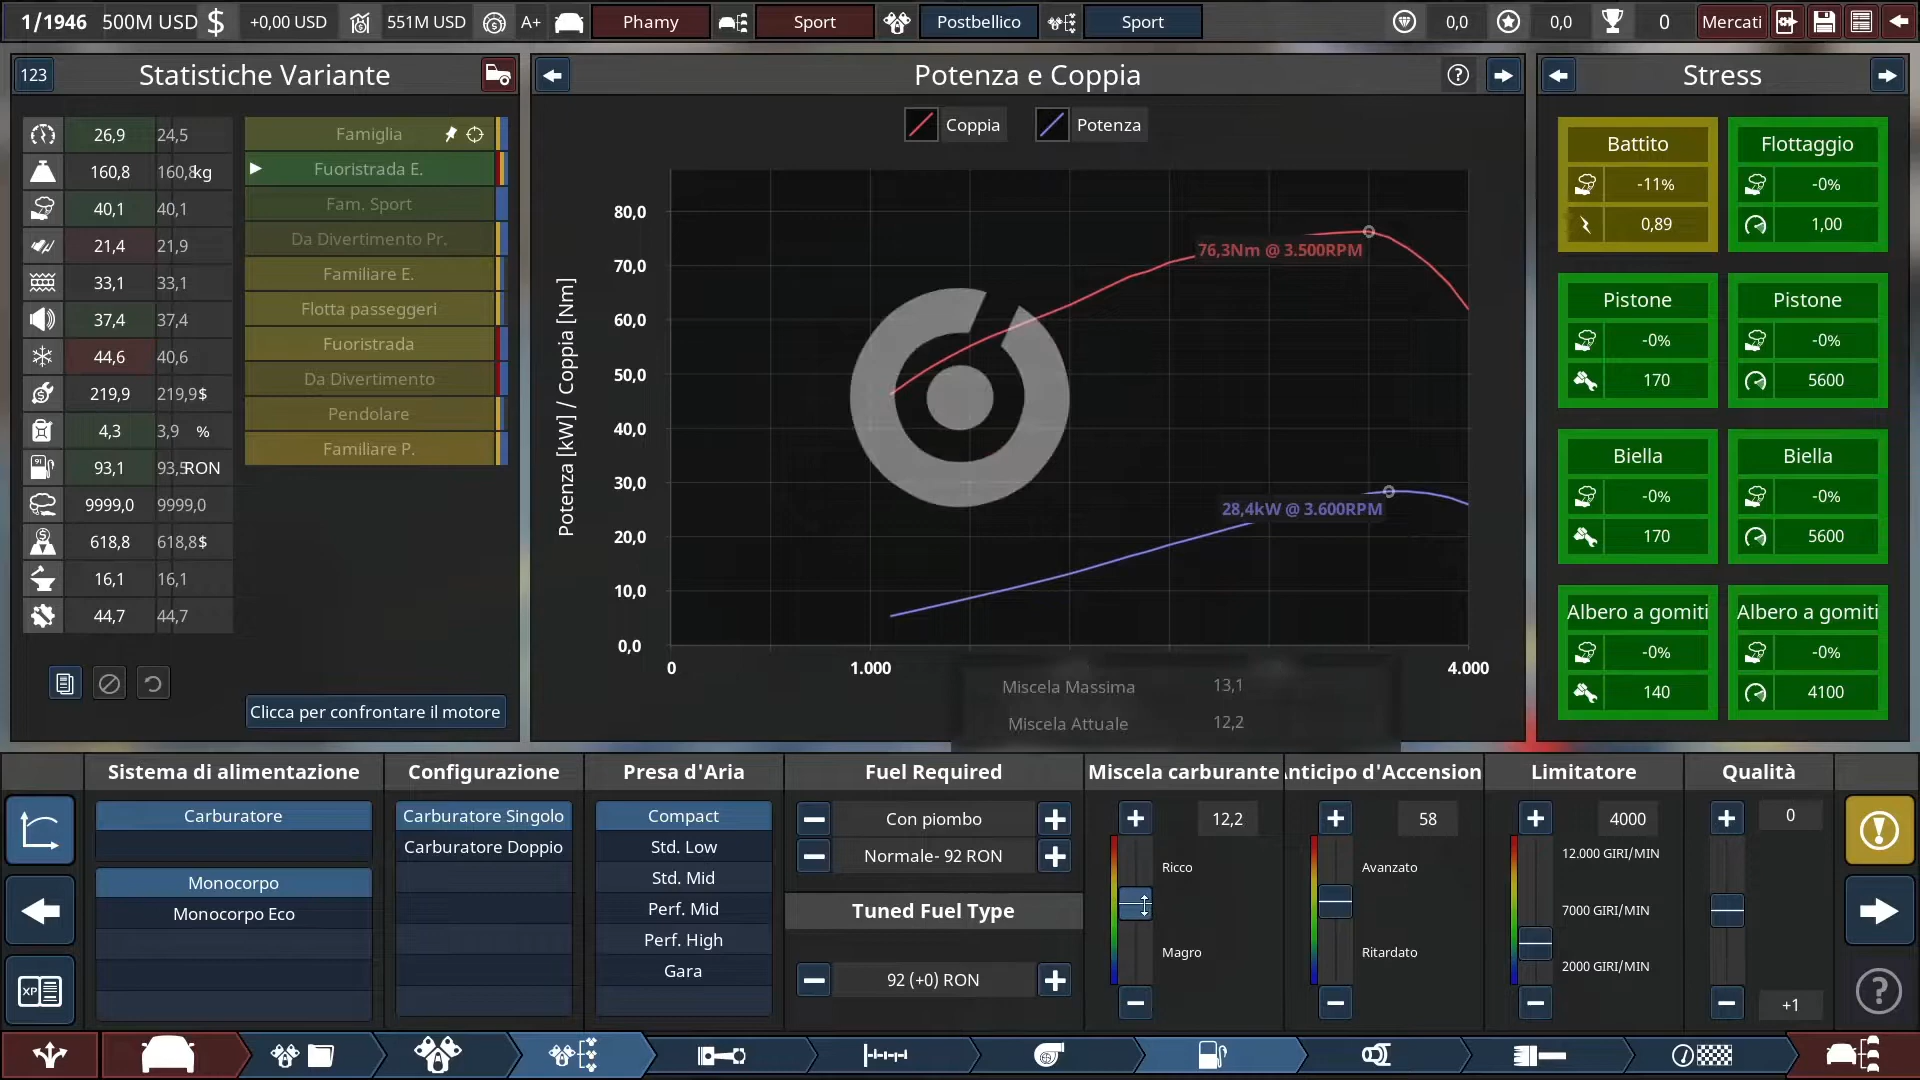 1/1946 500M USD +0,00 USD 551M USD A+ Phamy Sport Postbellico Sport 0,0 0,0 0 Mercati
123 Statistiche Variante
26,9 24,5
160,8 160,8kg
40,1 40,1
21,4 21,9
33,1 33,1
37,4 37,4
44,6 40,6
219,9 219,9$
4,3 3,9 %
93,1 93,5RON
9999,0 9999,0
618,8 618,8$
16,1 16,1
44,7 44,7
Famiglia
Fuoristrada E.
Fam. Sport
Da Divertimento Pr.
Familiare E.
Flotta passeggeri
Fuoristrada
Da Divertimento
Pendolare
Familiare P.
Clicca per confrontare il motore
Potenza e Coppia
Coppia Potenza
Potenza [kW] / Coppia [Nm]
80,0
70,0
60,0
50,0
40,0
30,0
20,0
10,0
0,0
0 1.000 4.000
76,3Nm @ 3.500RPM
28,4kW @ 3.600RPM
Miscela Massima 13,1
Miscela Attuale 12,2
Stress
Battito
-11%
0,89
Flottaggio
-0%
1,00
Pistone
-0%
170
Pistone
-0%
5600
Biella
-0%
170
Biella
-0%
5600
Albero a gomiti
-0%
140
Albero a gomiti
-0%
4100
Sistema di alimentazione
Carburatore
Monocorpo
Monocorpo Eco
Configurazione
Carburatore Singolo
Carburatore Doppio
Presa d'Aria
Compact
Std. Low
Std. Mid
Perf. Mid
Perf. High
Gara
Fuel Required
Con piombo
Normale- 92 RON
Tuned Fuel Type
92 (+0) RON
Miscela carburante
12,2
Ricco
Magro
nticipo d'Accension
58
Avanzato
Ritardato
Limitatore
4000
12.000 GIRI/MIN
7000 GIRI/MIN
2000 GIRI/MIN
Qualità
0
+1
XP